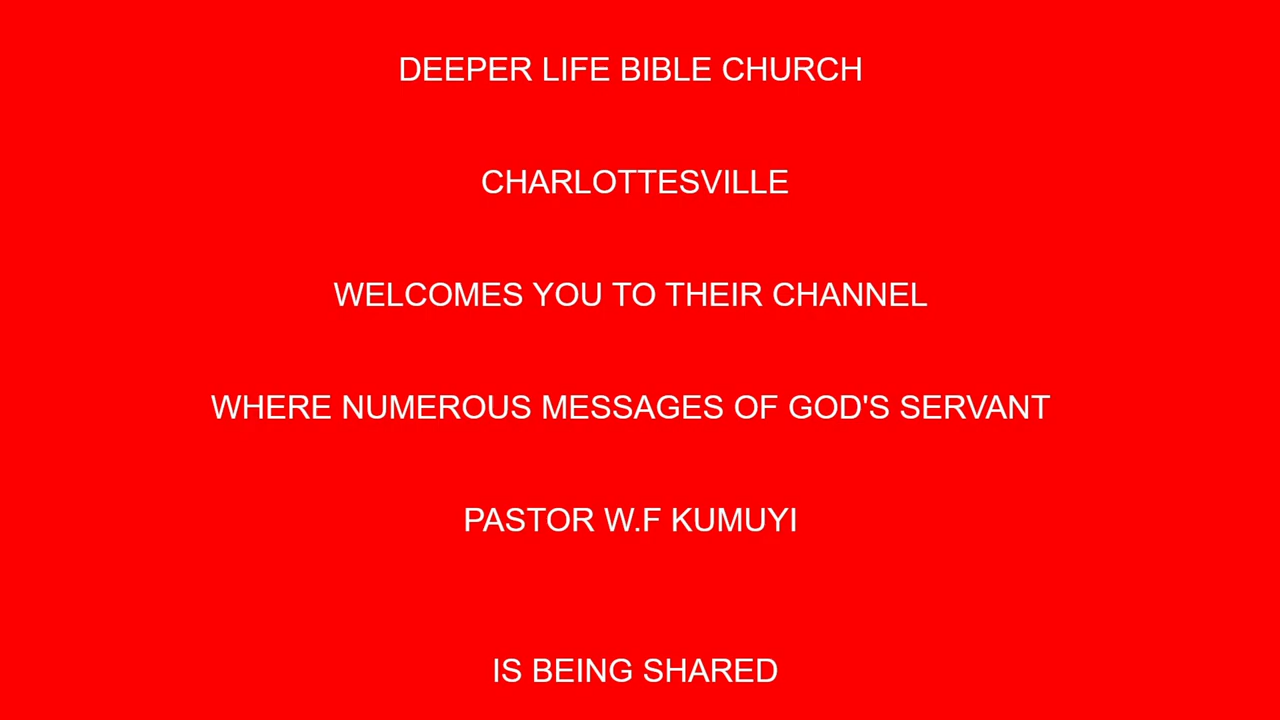 DEEPER LIFE BIBLE CHURCH
CHARLOTTESVILLE
WELCOMES YOU TO THEIR CHANNEL
WHERE NUMEROUS MESSAGES OF GOD'S SERVANT
PASTOR W.F KUMUYI
IS BEING SHARED